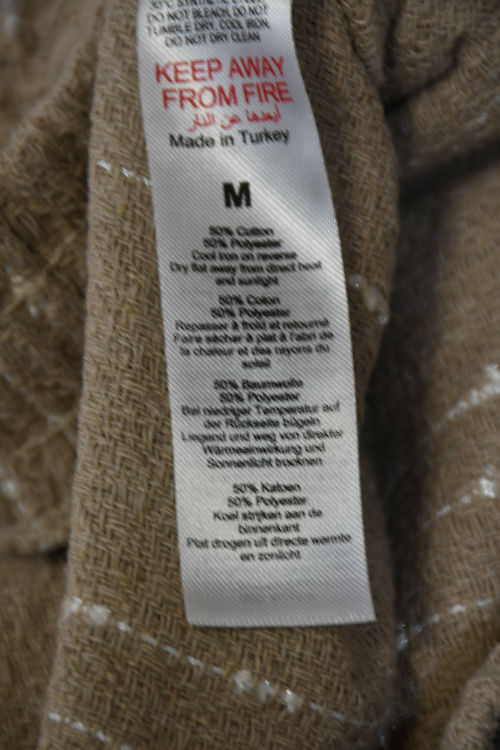 DO NOT BLEACH, DO NOT
TUMBLE DRY, COOL IRON,
DO NOT DRY CLEAN
KEEP AWAY
FROM FIRE
أبعدها عن النار
Made in Turkey
M
50% Cotton
50% Polyester
Cool iron on reverse
Dry flat away from direct heat
and sunlight
50% Coton
50% Polyester
Repasser à froid et retourné
Faire sécher à plat à l'abri de
la chaleur et des rayons du
soleil
50% Baumwolle
50% Polyester
Bei niedriger Temperatur auf
der Rückseite bügeln
Liegend und weg von direkter
Wärmeeinwirkung und
Sonnenlicht trocknen
50% Katoen
50% Polyester
Koel strijken aan de
binnenkant
Plat drogen uit directe warmte
en zonlicht